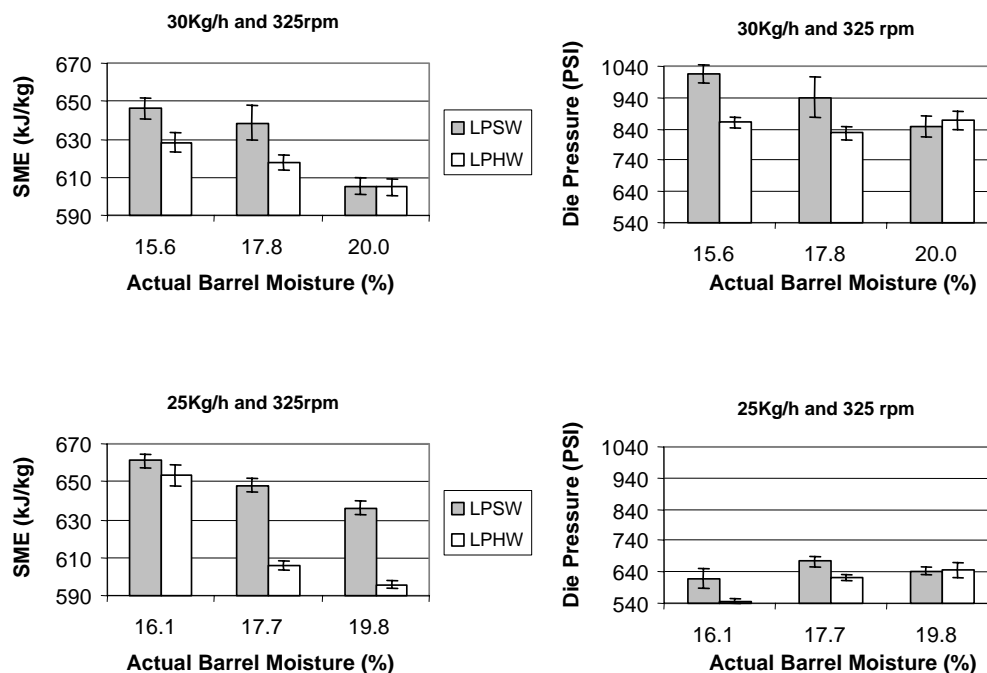 30Kg/h and 325rpm
SME (kJ/kg)
670
650
630
610
590
15.6 17.8 20.0
Actual Barrel Moisture (%)
LPSW
LPHW
30Kg/h and 325 rpm
Die Pressure (PSI)
1040
940
840
740
640
540
15.6 17.8 20.0
Actual Barrel Moisture (%)
25Kg/h and 325rpm
SME (kJ/kg)
670
650
630
610
590
16.1 17.7 19.8
Actual Barrel Moisture (%)
LPSW
LPHW
25Kg/h and 325 rpm
Die Pressure (PSI)
1040
940
840
740
640
540
16.1 17.7 19.8
Actual Barrel Moisture (%)